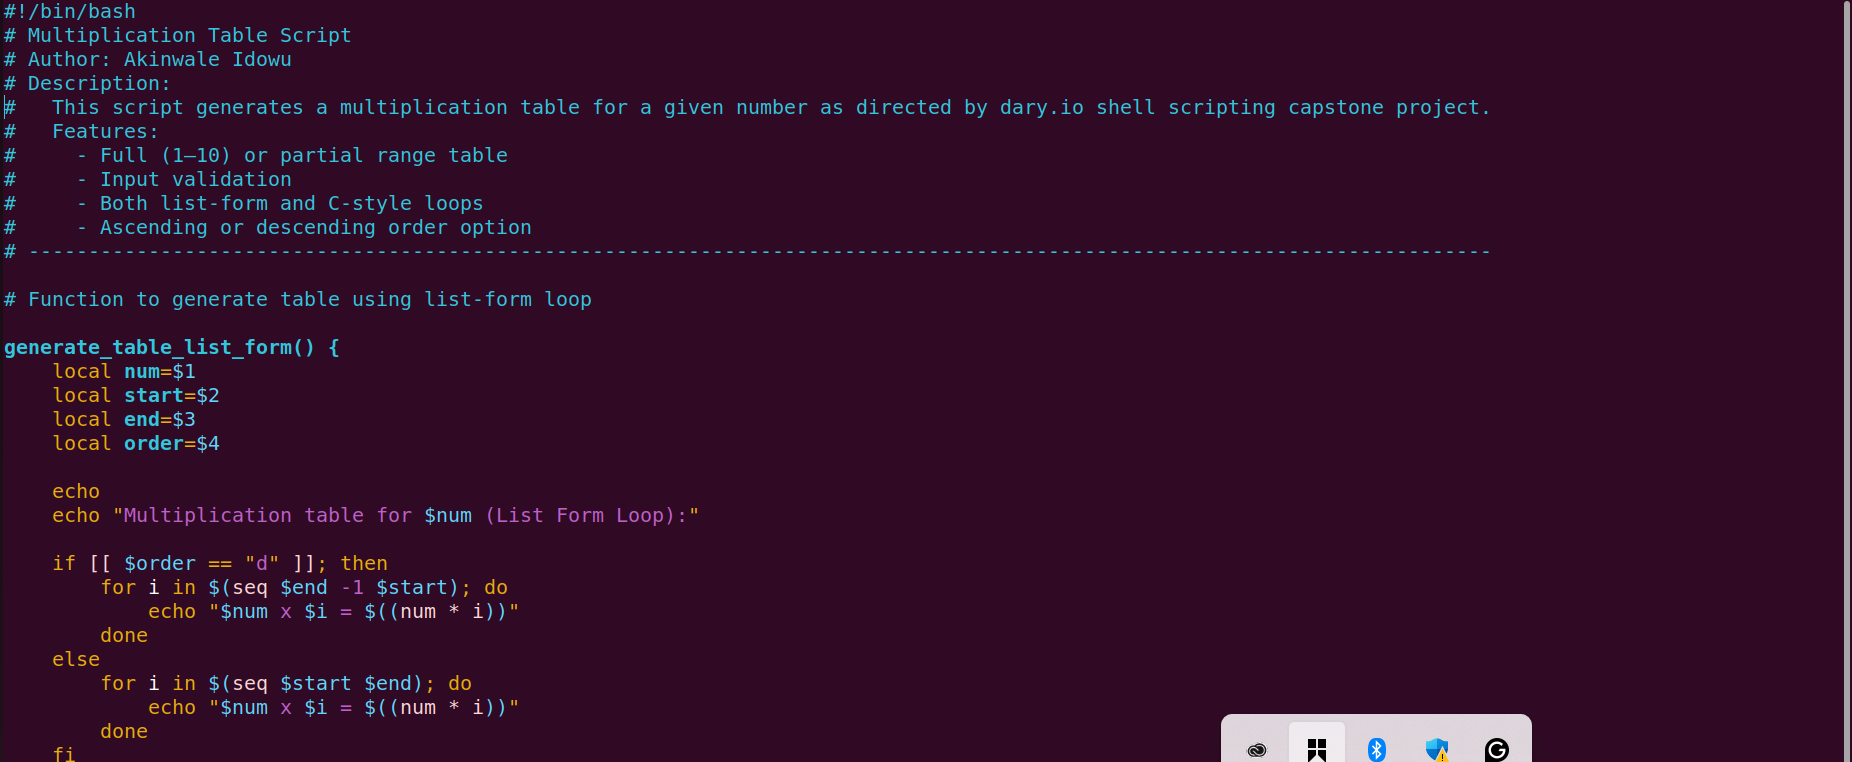 #!/bin/bash
# Multiplication Table Script
# Author: Akinwale Idowu
# Description:
#   This script generates a multiplication table for a given number as directed by dary.io shell scripting capstone project.
#   Features:
#     - Full (1–10) or partial range table
#     - Input validation
#     - Both list-form and C-style loops
#     - Ascending or descending order option
# --------------------------------------------------------------------------------------------------------------------------

# Function to generate table using list-form loop

generate_table_list_form() {
    local num=$1
    local start=$2
    local end=$3
    local order=$4

    echo
    echo "Multiplication table for $num (List Form Loop):"

    if [[ $order == "d" ]]; then
        for i in $(seq $end -1 $start); do
            echo "$num x $i = $((num * i))"
        done
    else
        for i in $(seq $start $end); do
            echo "$num x $i = $((num * i))"
        done
    fi